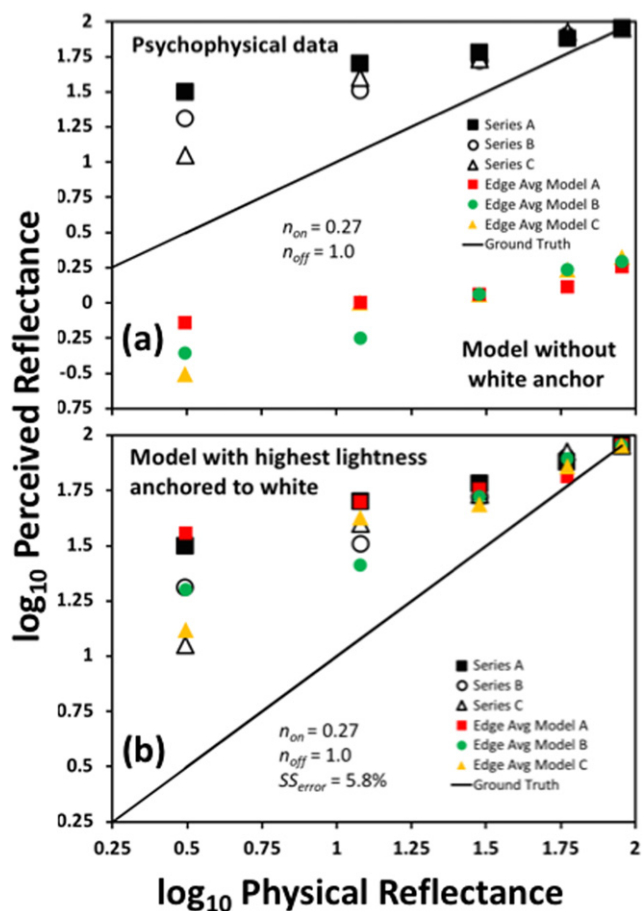 log10 Perceived Reflectance
2
1.75
1.5
1.25
1
0.75
0.5
0.25
0
0.25
-0.5
0.75
Psychophysical data
Series A
Series B
Series C
Edge Avg Model A
Edge Avg Model B
Edge Avg Model C
Ground Truth
non = 0.27
noff = 1.0
(a)
Model without
white anchor
2
1.75
1.5
1.25
1
0.75
0.5
0.25
Model with highest lightness
anchored to white
Series A
Series B
Series C
Edge Avg Model A
Edge Avg Model B
Edge Avg Model C
Ground Truth
(b)
non = 0.27
noff = 1.0
SSerror = 5.8%
0.25 0.5 0.75 1 1.25 1.5 1.75 2
log10 Physical Reflectance